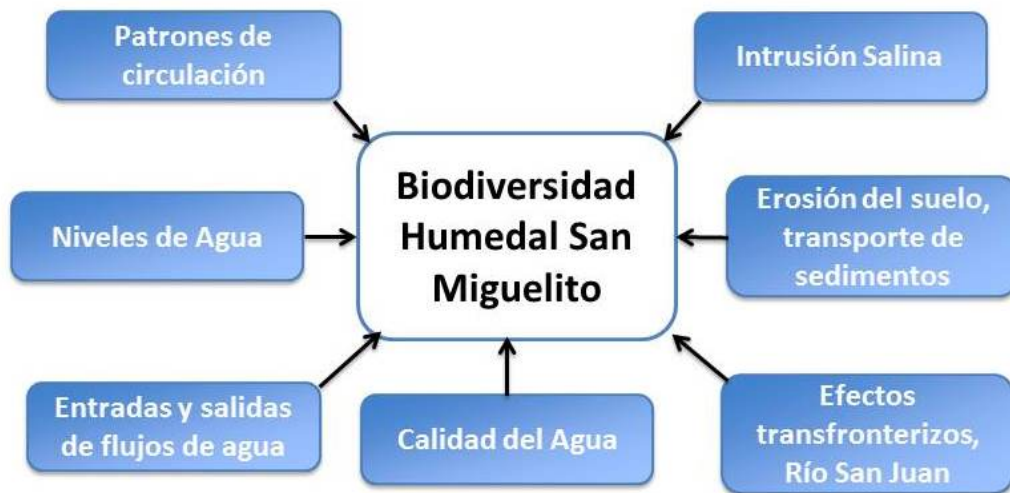 Patrones de
circulación
Intrusión Salina
Biodiversidad
Humedal San
Miguelito
Niveles de Agua
Erosión del suelo,
transporte de
sedimentos
Entradas y salidas
de flujos de agua
Calidad del Agua
Efectos
transfronterizos,
Río San Juan